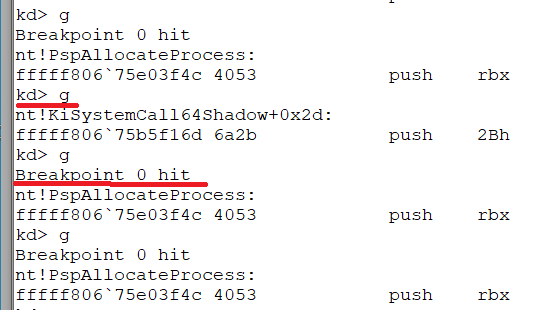 kd> g
Breakpoint 0 hit
nt!PspAllocateProcess:
fffff806`75e03f4c 4053 push rbx
kd> g
nt!KiSystemCall64Shadow+0x2d:
fffff806`75b5f16d 6a2b push 2Bh
kd> g
Breakpoint 0 hit
nt!PspAllocateProcess:
fffff806`75e03f4c 4053 push rbx
kd> g
Breakpoint 0 hit
nt!PspAllocateProcess:
fffff806`75e03f4c 4053 push rbx